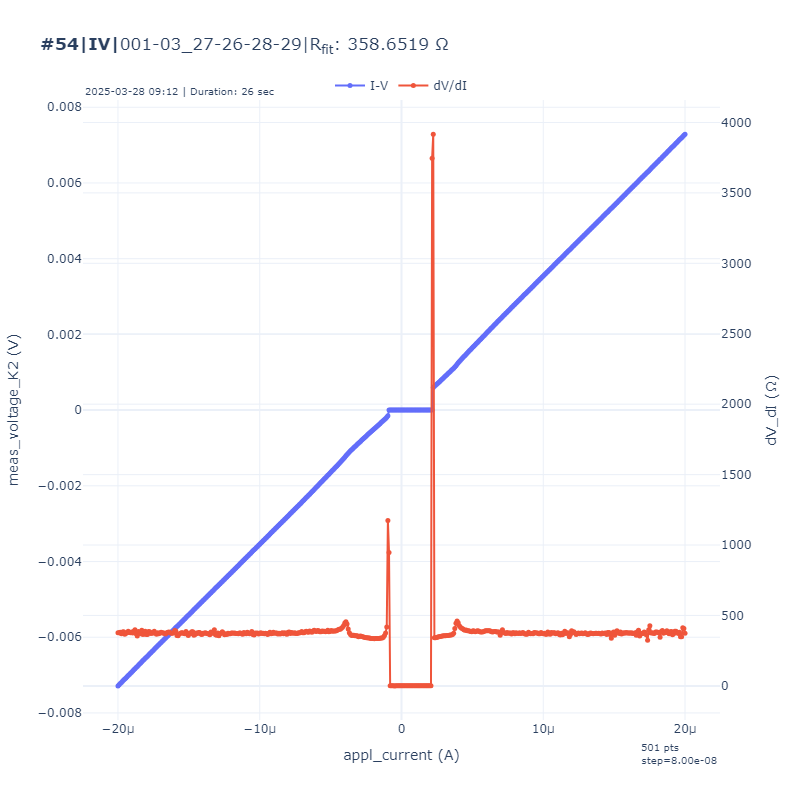 #54|IV|001-03_27-26-28-29|Rfit: 358.6519 Ω
2025-03-28 09:12 | Duration: 26 sec
I-V
dV/dI
0.008
0.006
0.004
0.002
0
−0.002
−0.004
−0.006
−0.008
meas_voltage_K2 (V)
4000
3500
3000
2500
2000
1500
1000
500
0
dV_dI (Ω)
−20μ
−10μ
0
10μ
20μ
appl_current (A)
501 pts
step=8.00e-08